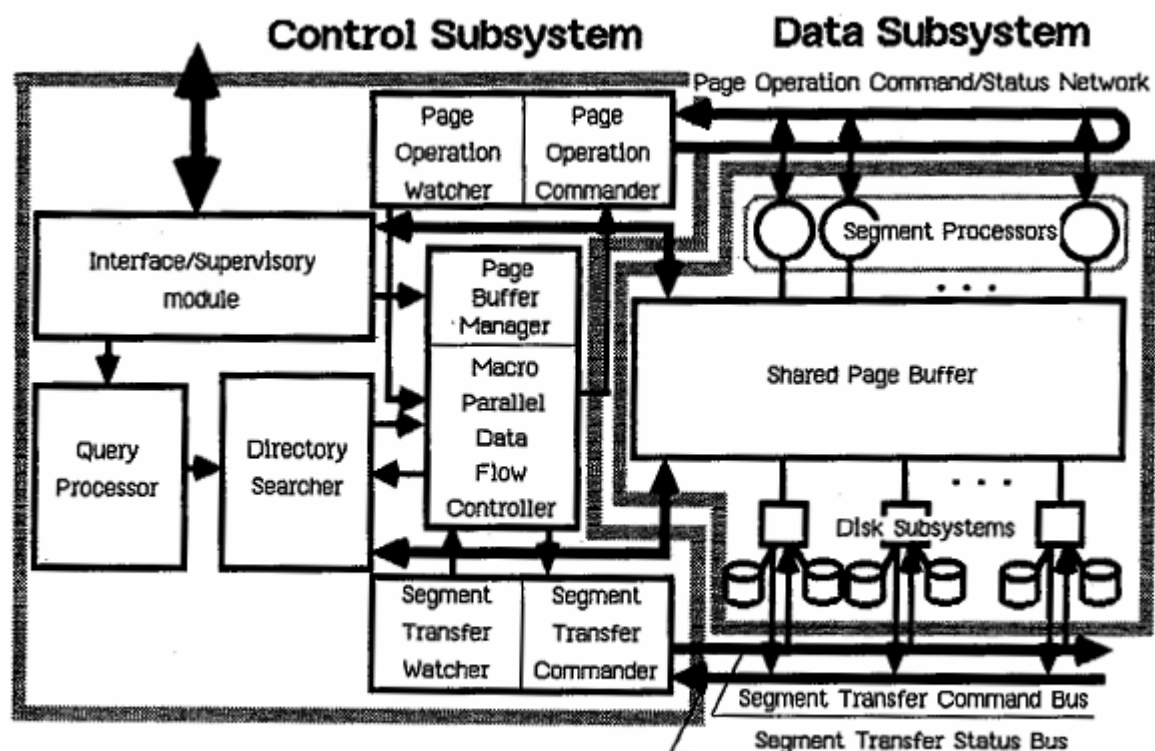 Control Subsystem
Data Subsystem
Page Operation Command/Status Network
Page
Operation
Watcher
Page
Operation
Commander
Segment Processors
Interface/Supervisory
module
Page
Buffer
Manager
Macro
Parallel
Data
Flow
Controller
Shared Page Buffer
Query
Processor
Directory
Searcher
Disk Subsystems
Segment
Transfer
Watcher
Segment
Transfer
Commander
Segment Transfer Command Bus
Segment Transfer Status Bus